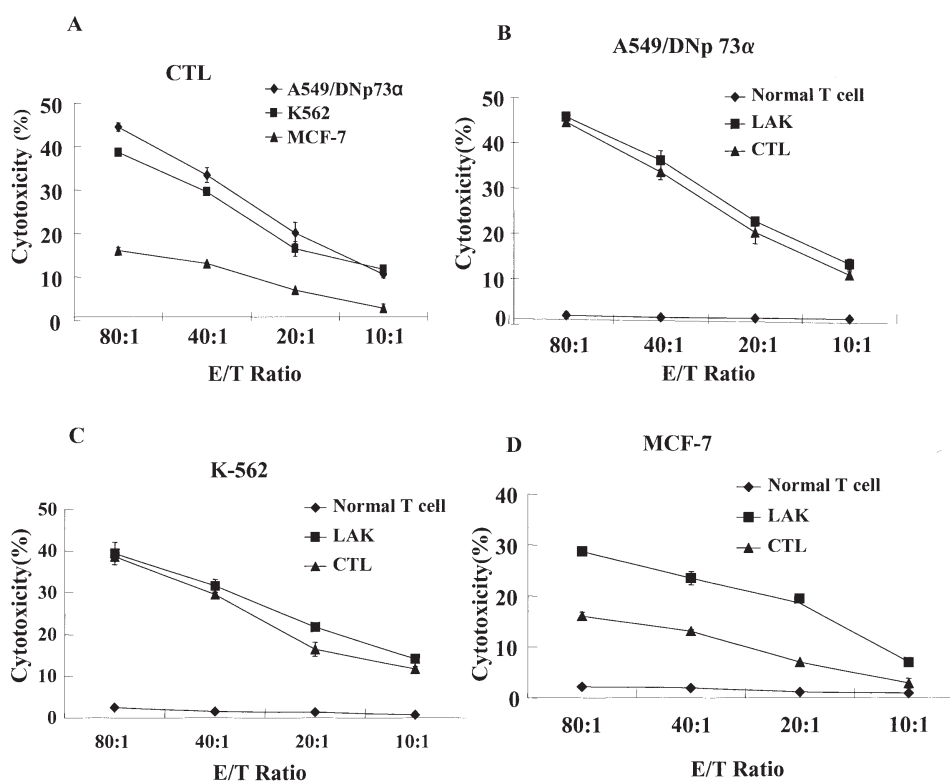 A
CTL
A549/DNp73α
K562
MCF-7
Cytotoxicity (%)
50
40
30
20
10
0
80:1 40:1 20:1 10:1
E/T Ratio
B
A549/DNp 73α
Normal T cell
LAK
CTL
Cytotoxicity(%)
50
40
30
20
10
0
80:1 40:1 20:1 10:1
E/T Ratio
C
K-562
Normal T cell
LAK
CTL
Cytotoxicity(%)
50
40
30
20
10
0
80:1 40:1 20:1 10:1
E/T Ratio
D
MCF-7
Normal T cell
LAK
CTL
Cytotoxicity(%)
40
30
20
10
0
80:1 40:1 20:1 10:1
E/T Ratio